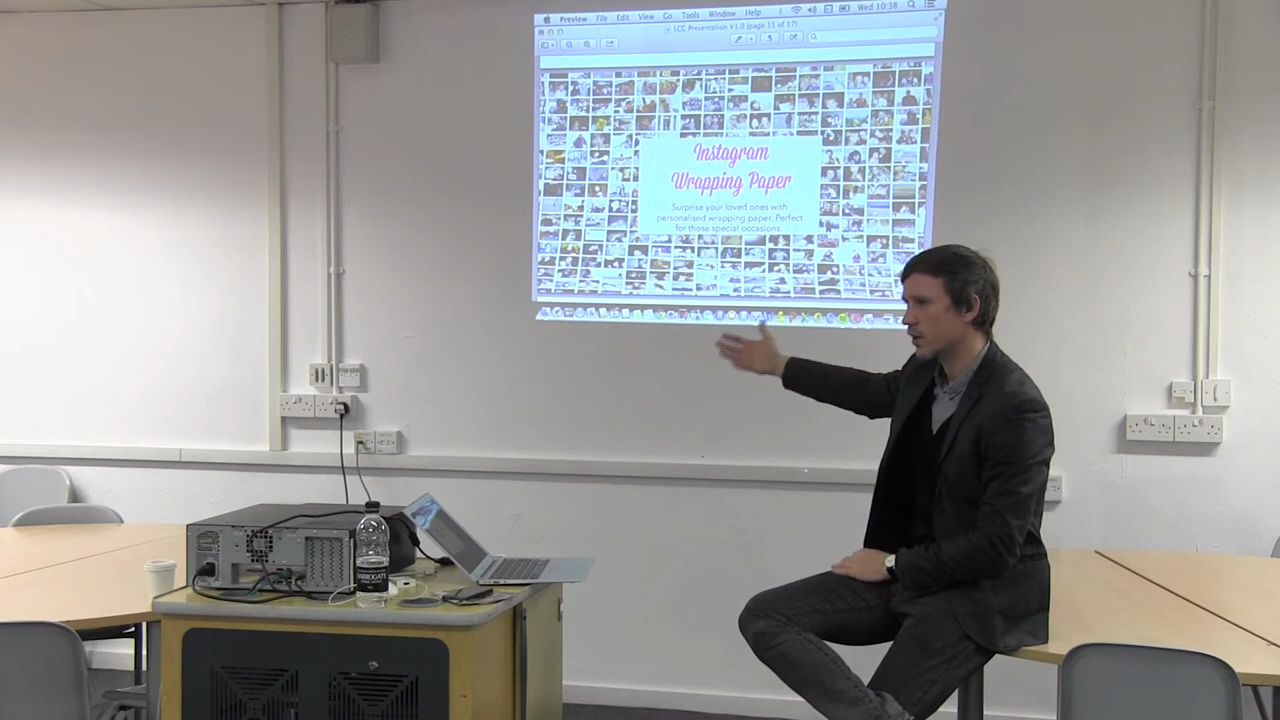 Preview File Edit View Go Tools Window Help Wed 10:38
LCC Presentation V1.0 (page 15 of 17)
Instagram
Wrapping Paper
Surprise your loved ones with
personalised wrapping paper. Perfect
for those special occasions.
HARROGATE